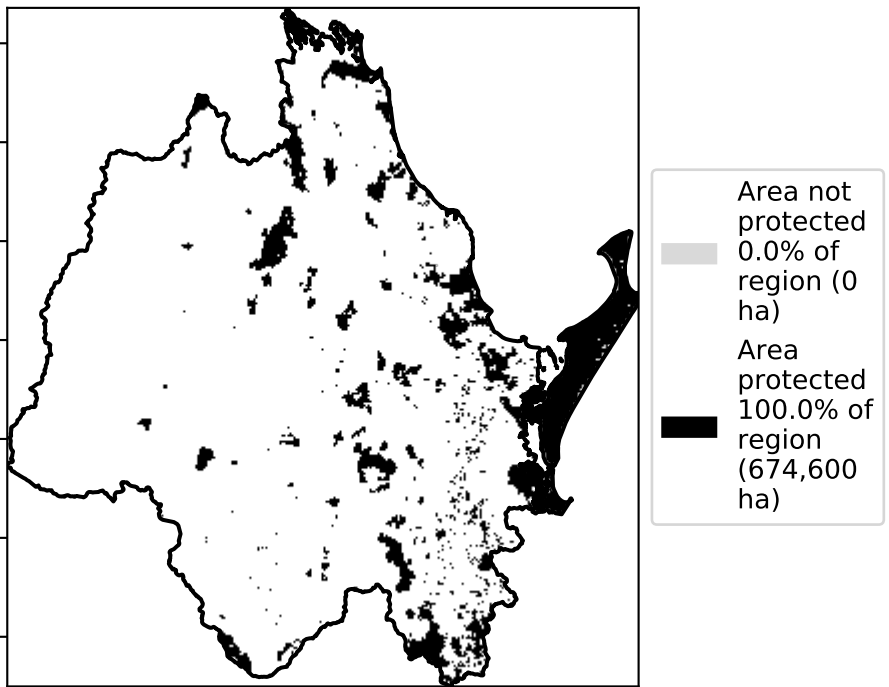 Area not
protected
0.0% of
region (0
ha)
Area
protected
100.0% of
region
(674,600
ha)